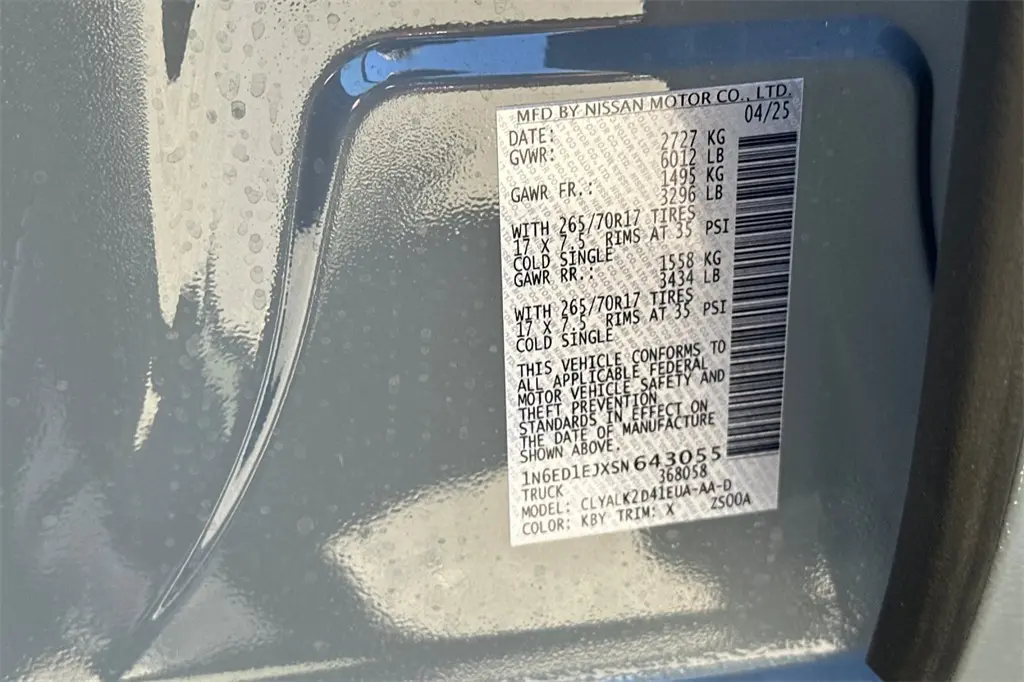 MFD BY NISSAN MOTOR CO., LTD.
DATE: 04/25
GVWR: 2727 KG
6012 LB
GAWR FR.: 1495 KG
3296 LB
WITH 265/70R17 TIRES
17 X 7.5 RIMS AT 35 PSI
COLD SINGLE
GAWR RR.: 1558 KG
3434 LB
WITH 265/70R17 TIRES
17 X 7.5 RIMS AT 35 PSI
COLD SINGLE
THIS VEHICLE CONFORMS TO
ALL APPLICABLE FEDERAL
MOTOR VEHICLE SAFETY AND
THEFT PREVENTION
STANDARDS IN EFFECT ON
THE DATE OF MANUFACTURE
SHOWN ABOVE.
1N6ED1EJXSN643055
368058
TRUCK
MODEL: CLYALK2D41EUA-AA-D
COLOR: KBY TRIM: X ZS00A